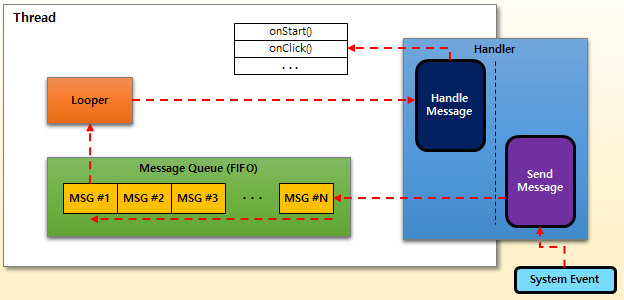 Thread
onStart()
onClick()
. . .
Handler
Looper
Handle
Message
Message Queue (FIFO)
MSG #1 MSG #2 MSG #3 . . . MSG #N
Send
Message
System Event